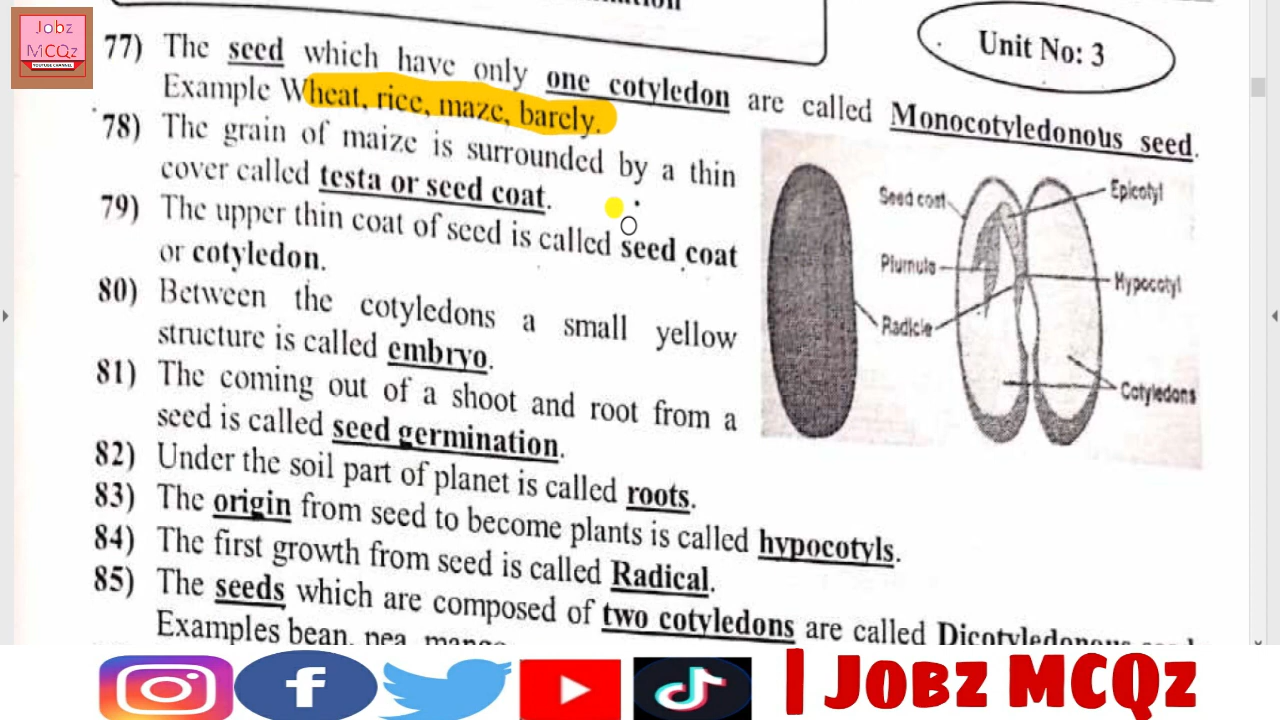 Jobz
MCQz
YOUTUBE CHANNEL
Unit No: 3
77) The seed which have only one cotyledon are called Monocotyledonous seed.
Example Wheat, rice, maze, barely.
78) The grain of maize is surrounded by a thin
cover called testa or seed coat.
79) The upper thin coat of seed is called seed coat
or cotyledon.
80) Between the cotyledons a small yellow
structure is called embryo.
81) The coming out of a shoot and root from a
seed is called seed germination.
82) Under the soil part of planet is called roots.
83) The origin from seed to become plants is called hypocotyls.
84) The first growth from seed is called Radical.
85) The seeds which are composed of two cotyledons are called Dicotyledonous
Examples bean, pea, mango
Seed coat
Epicotyl
Plumule
Hypocotyl
Radicle
Cotyledons
| Jobz MCQz